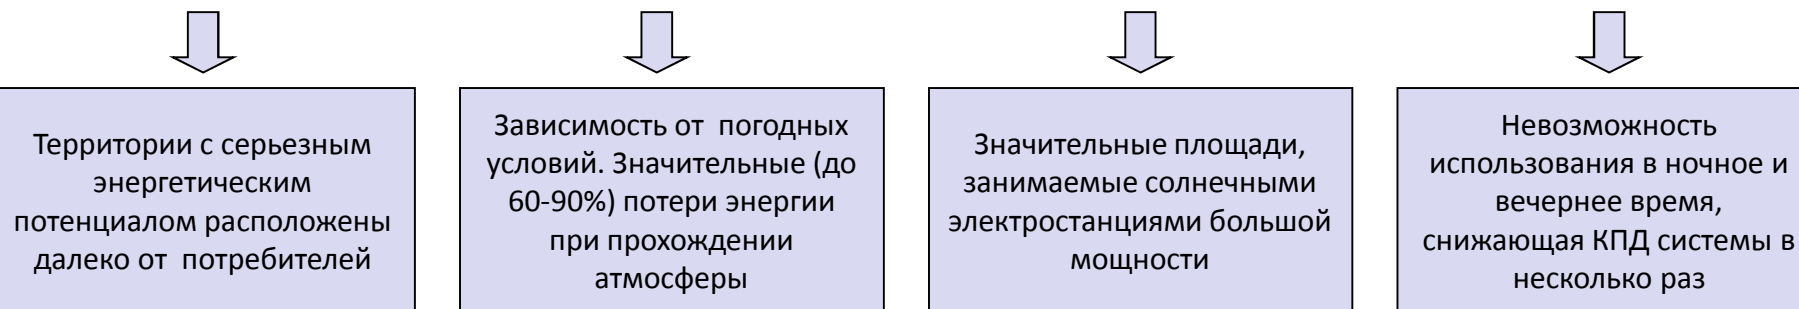 Территории с серьезным
энергетическим
потенциалом расположены
далеко от потребителей
Зависимость от погодных
условий. Значительные (до
60-90%) потери энергии
при прохождении
атмосферы
Значительные площади,
занимаемые солнечными
электростанциями большой
мощности
Невозможность
использования в ночное и
вечернее время,
снижающая КПД системы в
несколько раз